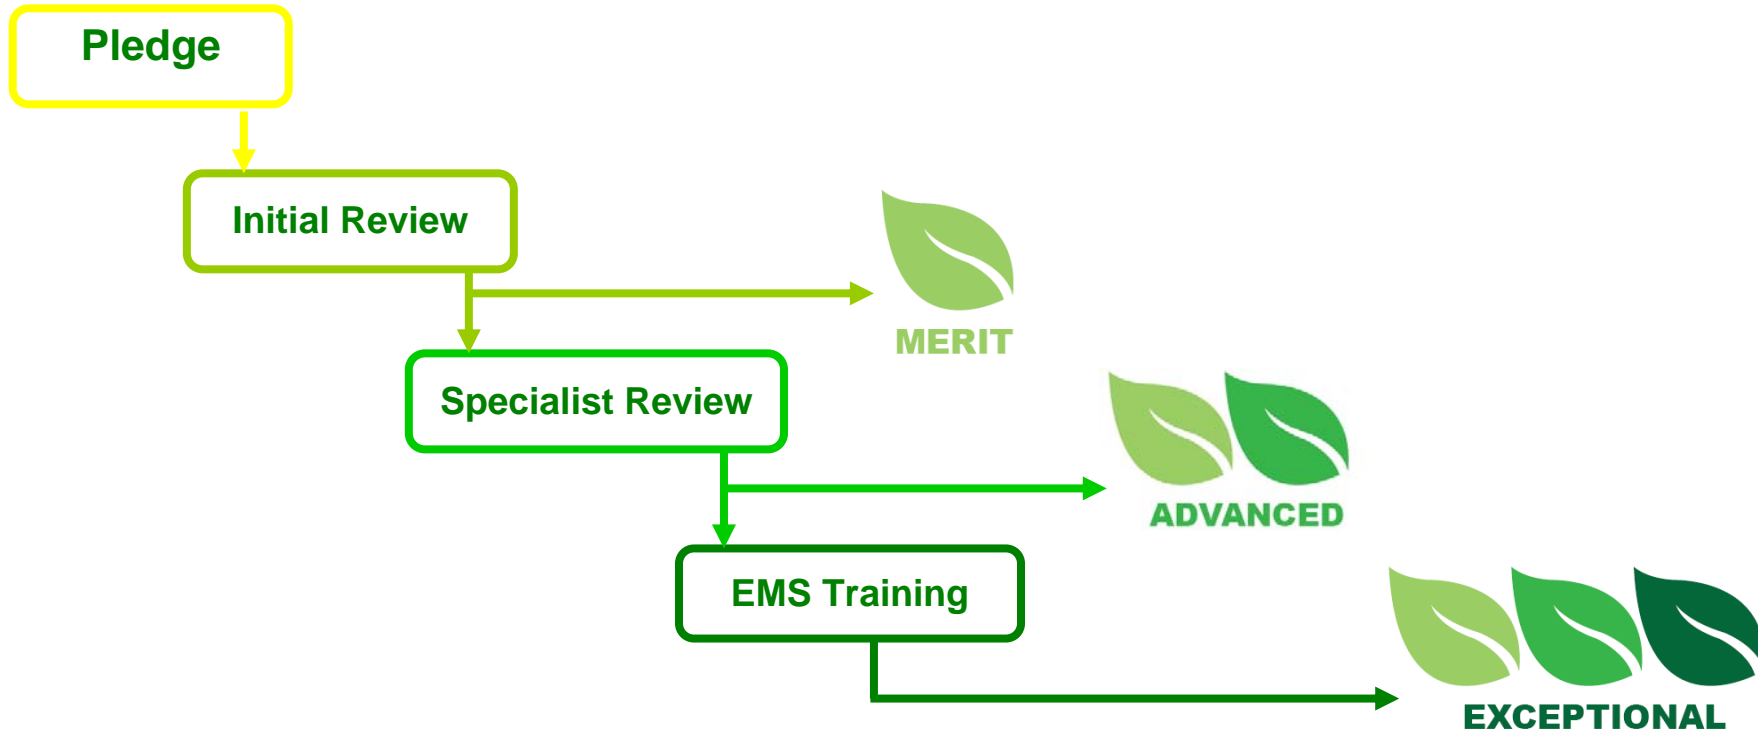 Pledge
Initial Review
MERIT
Specialist Review
ADVANCED
EMS Training
EXCEPTIONAL